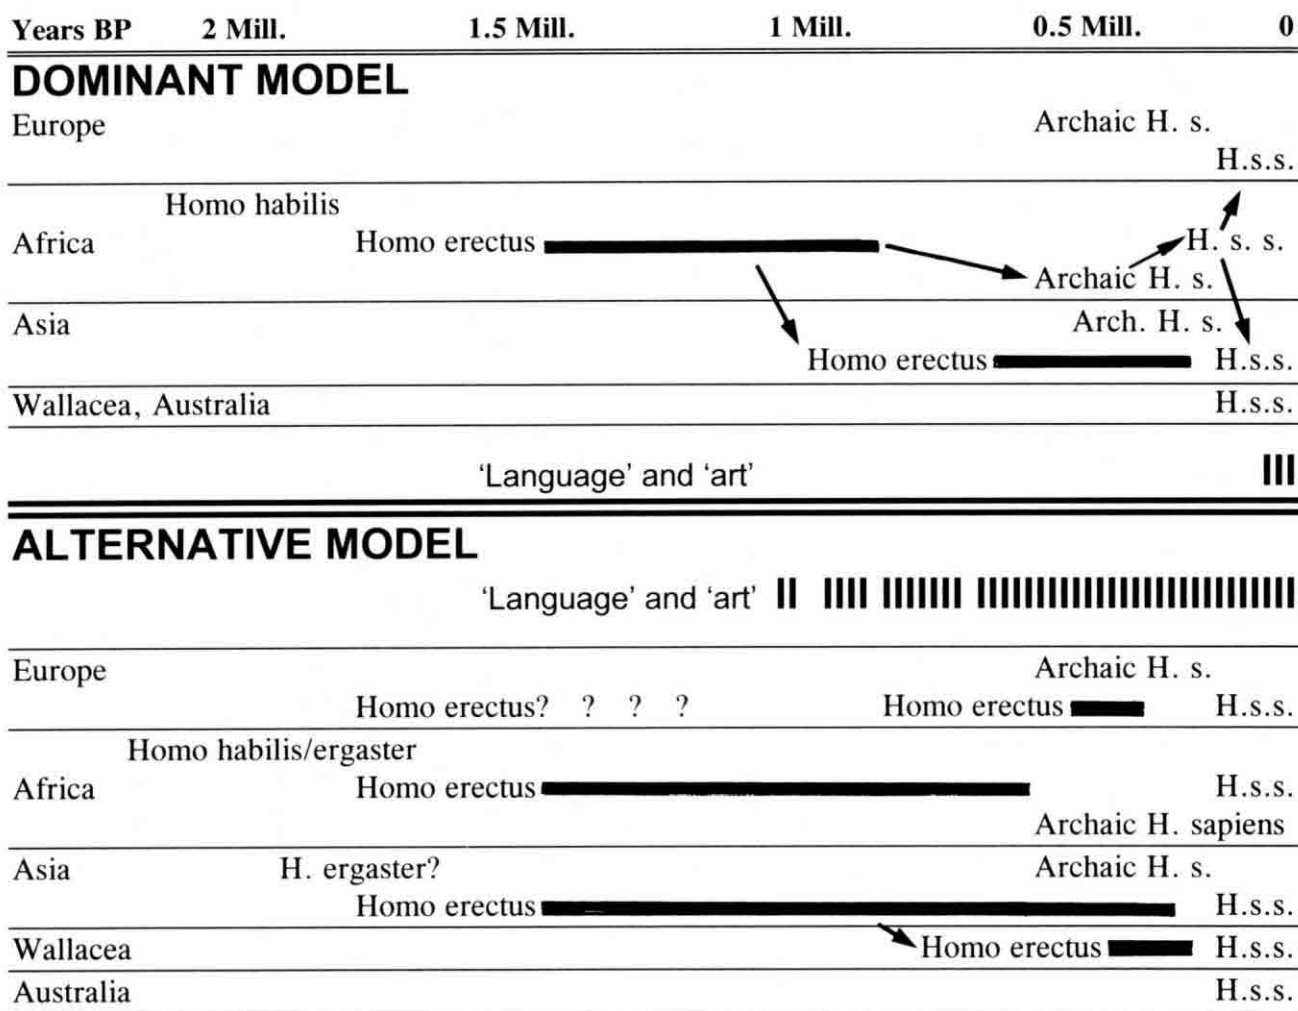 Years BP 2 Mill. 1.5 Mill. 1 Mill. 0.5 Mill. 0
DOMINANT MODEL
Europe Archaic H. s.
H.s.s.
Homo habilis
Africa Homo erectus H. s. s.
Archaic H. s.
Asia Arch. H. s.
Homo erectus H.s.s.
Wallacea, Australia H.s.s.
‘Language’ and ‘art’
ALTERNATIVE MODEL
‘Language’ and ‘art’
Europe Archaic H. s.
Homo erectus? ? ? ? Homo erectus H.s.s.
Homo habilis/ergaster
Africa Homo erectus H.s.s.
Archaic H. sapiens
Asia H. ergaster? Archaic H. s.
Homo erectus H.s.s.
Wallacea Homo erectus H.s.s.
Australia H.s.s.